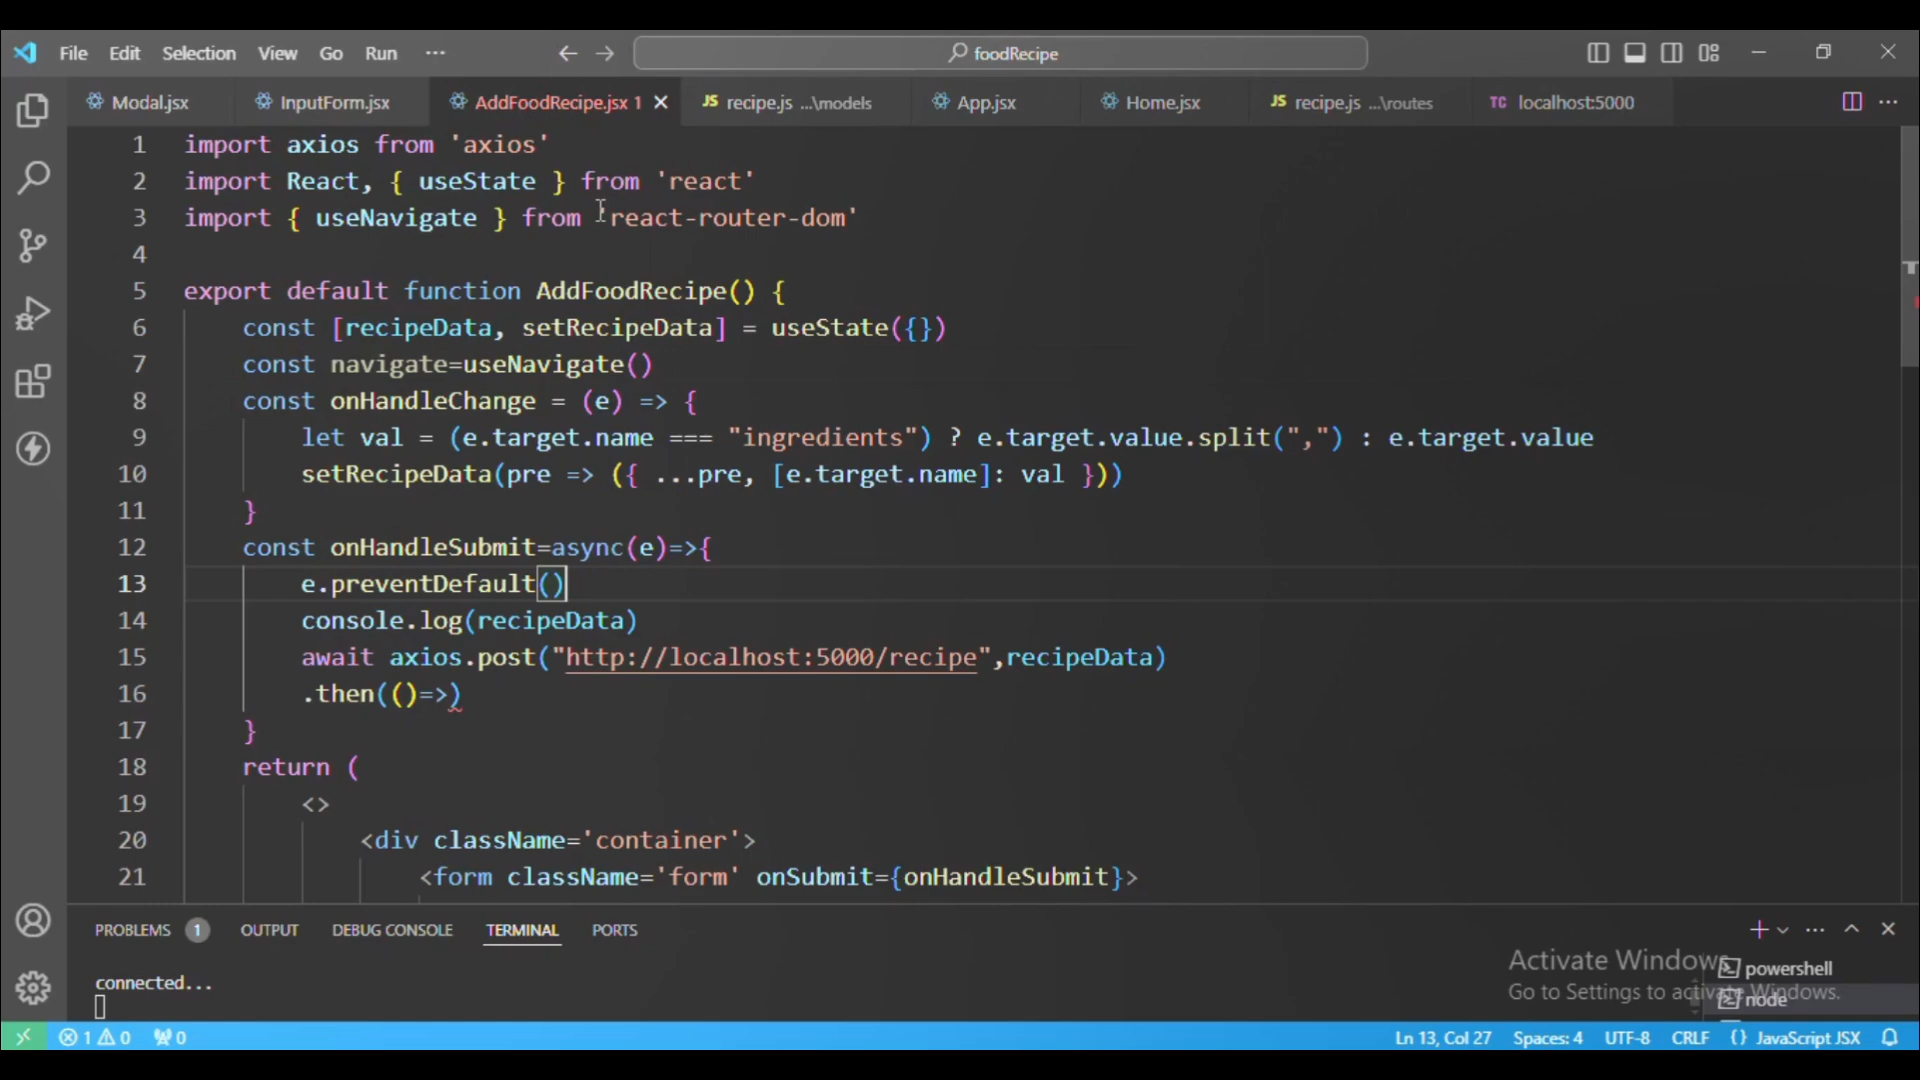 File Edit Selection View Go Run ··· ← → foodRecipe
Modal.jsx InputForm.jsx AddFoodRecipe.jsx 1 JS recipe.js ...\models App.jsx Home.jsx JS recipe.js ...\routes TC localhost:5000
1 import axios from 'axios'
2 import React, { useState } from 'react'
3 import { useNavigate } from 'react-router-dom'
4
5 export default function AddFoodRecipe() {
6 const [recipeData, setRecipeData] = useState({})
7 const navigate=useNavigate()
8 const onHandleChange = (e) => {
9 let val = (e.target.name === "ingredients") ? e.target.value.split(",") : e.target.value
10 setRecipeData(pre => ({ ...pre, [e.target.name]: val }))
11 }
12 const onHandleSubmit=async(e)=>{
13 e.preventDefault()
14 console.log(recipeData)
15 await axios.post("http://localhost:5000/recipe",recipeData)
16 .then(()=>)
17 }
18 return (
19 <>
20 <div className='container'>
21 <form className='form' onSubmit={onHandleSubmit}>
PROBLEMS 1 OUTPUT DEBUG CONSOLE TERMINAL PORTS
connected...
Activate Windows
Go to Settings to activate Windows.
powershell
node
1 0 0 Ln 13, Col 27 Spaces: 4 UTF-8 CRLF {} JavaScript JSX